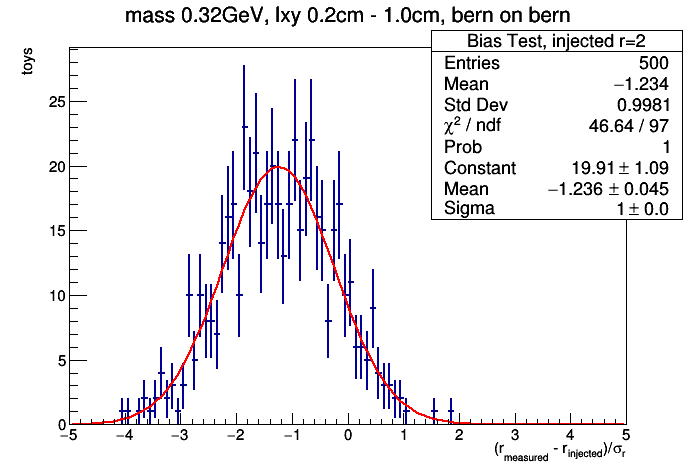 mass 0.32GeV, lxy 0.2cm - 1.0cm, bern on bern
Bias Test, injected r=2
Entries 500
Mean −1.234
Std Dev 0.9981
χ² / ndf 46.64 / 97
Prob 1
Constant 19.91 ± 1.09
Mean −1.236 ± 0.045
Sigma 1 ± 0.0
toys
25
20
15
10
5
0
−5 −4 −3 −2 −1 0 1 2 3 4 5
(r_measured - r_injected)/σ_r